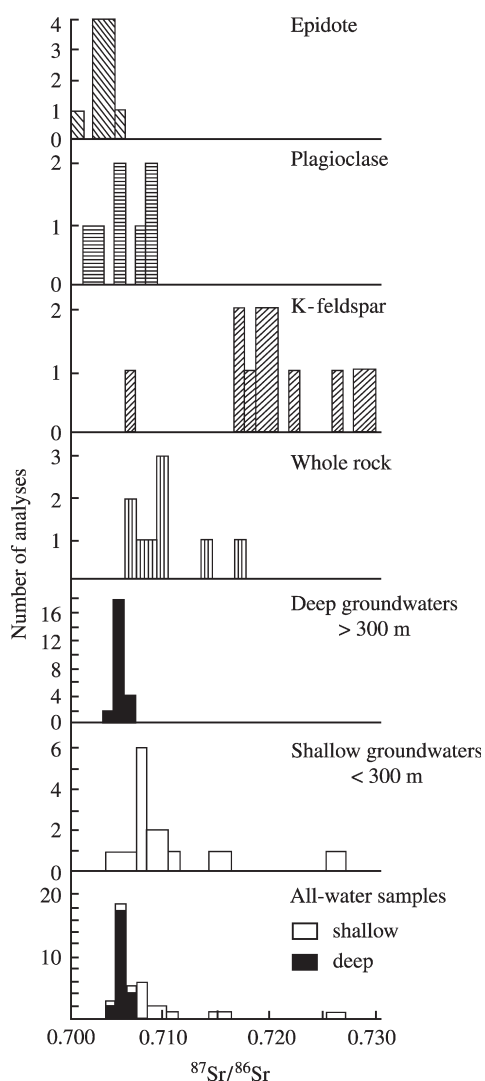 4
3
2
1
0
Epidote
2
1
0
Plagioclase
2
1
0
K-feldspar
3
2
1
Whole rock
Number of analyses
16
12
8
4
0
Deep groundwaters
> 300 m
6
4
2
0
Shallow groundwaters
< 300 m
20
10
All-water samples
shallow
deep
0.700 0.710 0.720 0.730
⁸⁷Sr/⁸⁶Sr